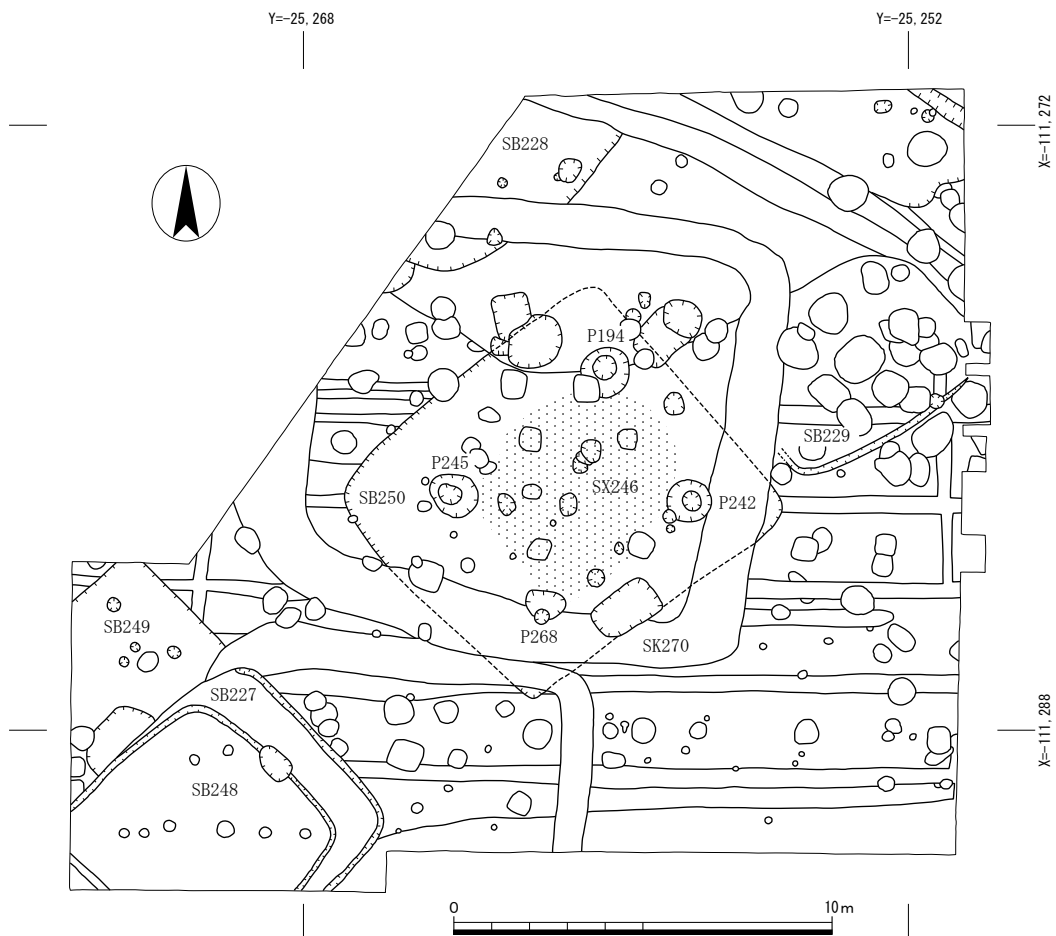 Y=-25, 268
Y=-25, 252
X=-111, 272
SB228
P194
SB229
P245
SX246
SB250
P242
SB249
P268
SK270
SB227
X=-111, 288
SB248
0
10m